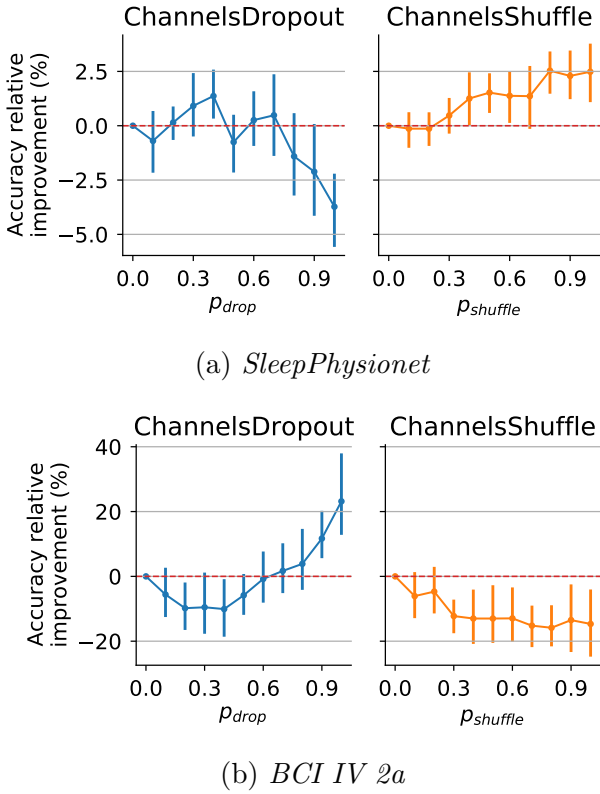 ChannelsDropout ChannelsShuffle
Accuracy relative
improvement (%)
2.5
0.0
−2.5
−5.0
0.0 0.3 0.6 0.9 0.0 0.3 0.6 0.9
p_drop p_shuffle
(a) SleepPhysionet
ChannelsDropout ChannelsShuffle
Accuracy relative
improvement (%)
40
20
0
−20
0.0 0.3 0.6 0.9 0.0 0.3 0.6 0.9
p_drop p_shuffle
(b) BCI IV 2a